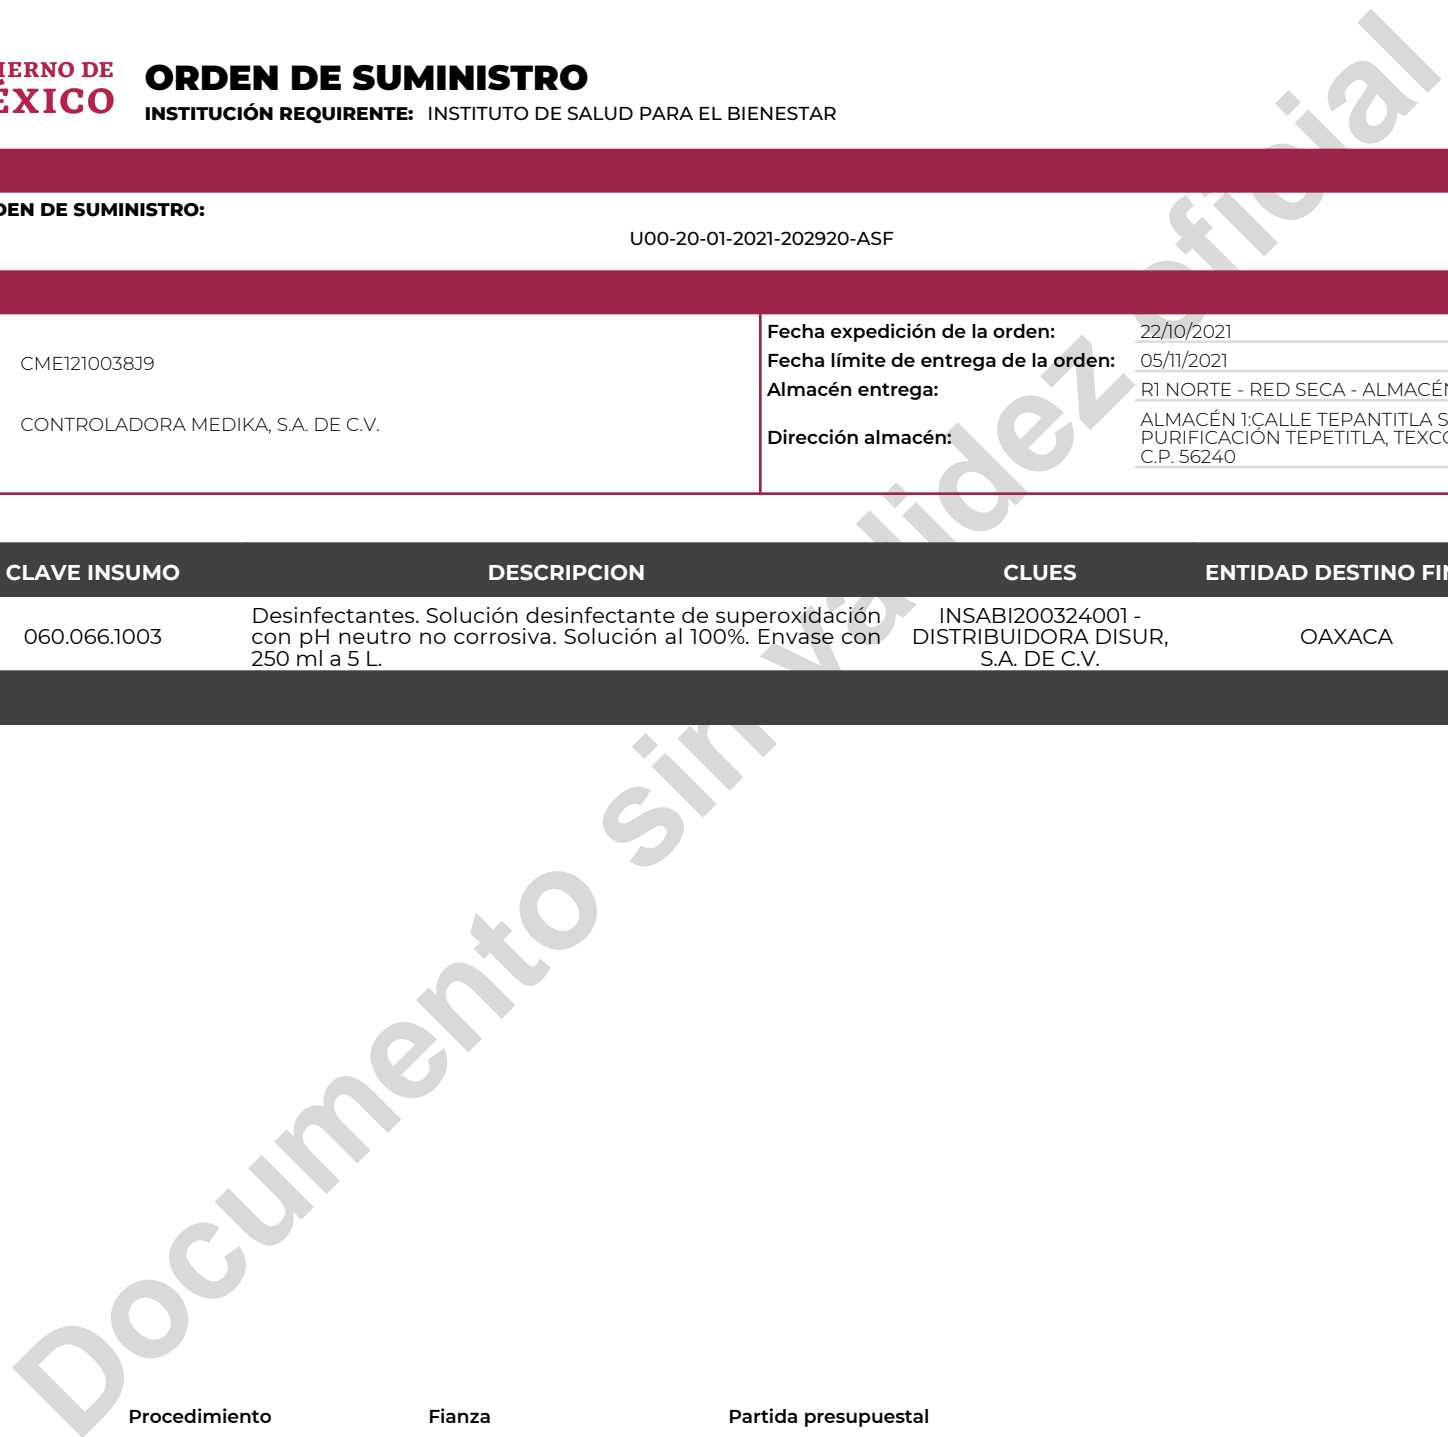 IERNO DE
ÉXICO
ORDEN DE SUMINISTRO
INSTITUCIÓN REQUIRENTE: INSTITUTO DE SALUD PARA EL BIENESTAR
DEN DE SUMINISTRO:
U00-20-01-2021-202920-ASF
CME1210038J9
CONTROLADORA MEDIKA, S.A. DE C.V.
Fecha expedición de la orden: 22/10/2021
Fecha límite de entrega de la orden: 05/11/2021
Almacén entrega: R1 NORTE - RED SECA - ALMACÉN
Dirección almacén:
ALMACÉN 1:CALLE TEPANTITLA S
PURIFICACIÓN TEPETITLA, TEXCO
C.P. 56240
CLAVE INSUMO DESCRIPCION CLUES ENTIDAD DESTINO FIN
060.066.1003
Desinfectantes. Solución desinfectante de superoxidación
con pH neutro no corrosiva. Solución al 100%. Envase con
250 ml a 5 L.
INSABI200324001 -
DISTRIBUIDORA DISUR,
S.A. DE C.V.
OAXACA
Documento sin validez oficial
Procedimiento Fianza Partida presupuestal